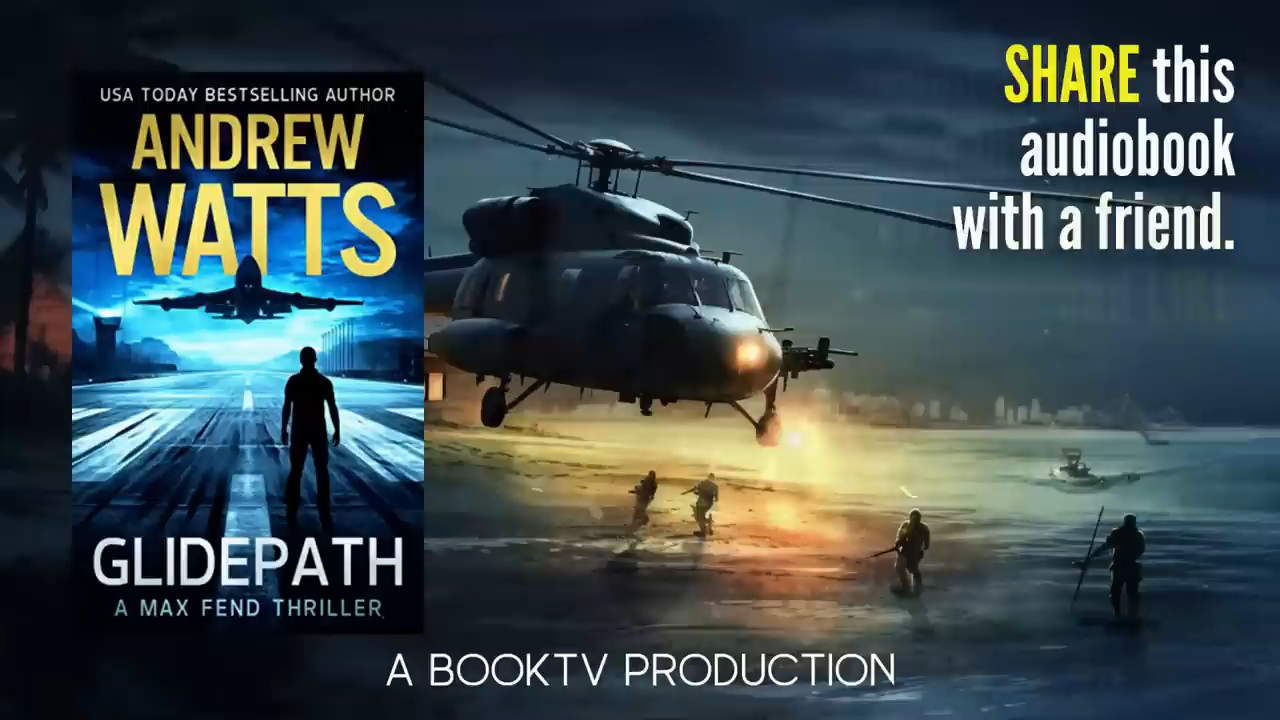 USA TODAY BESTSELLING AUTHOR
ANDREW
WATTS
GLIDEPATH
A MAX FEND THRILLER
SHARE this
audiobook
with a friend.
A BOOKTV PRODUCTION